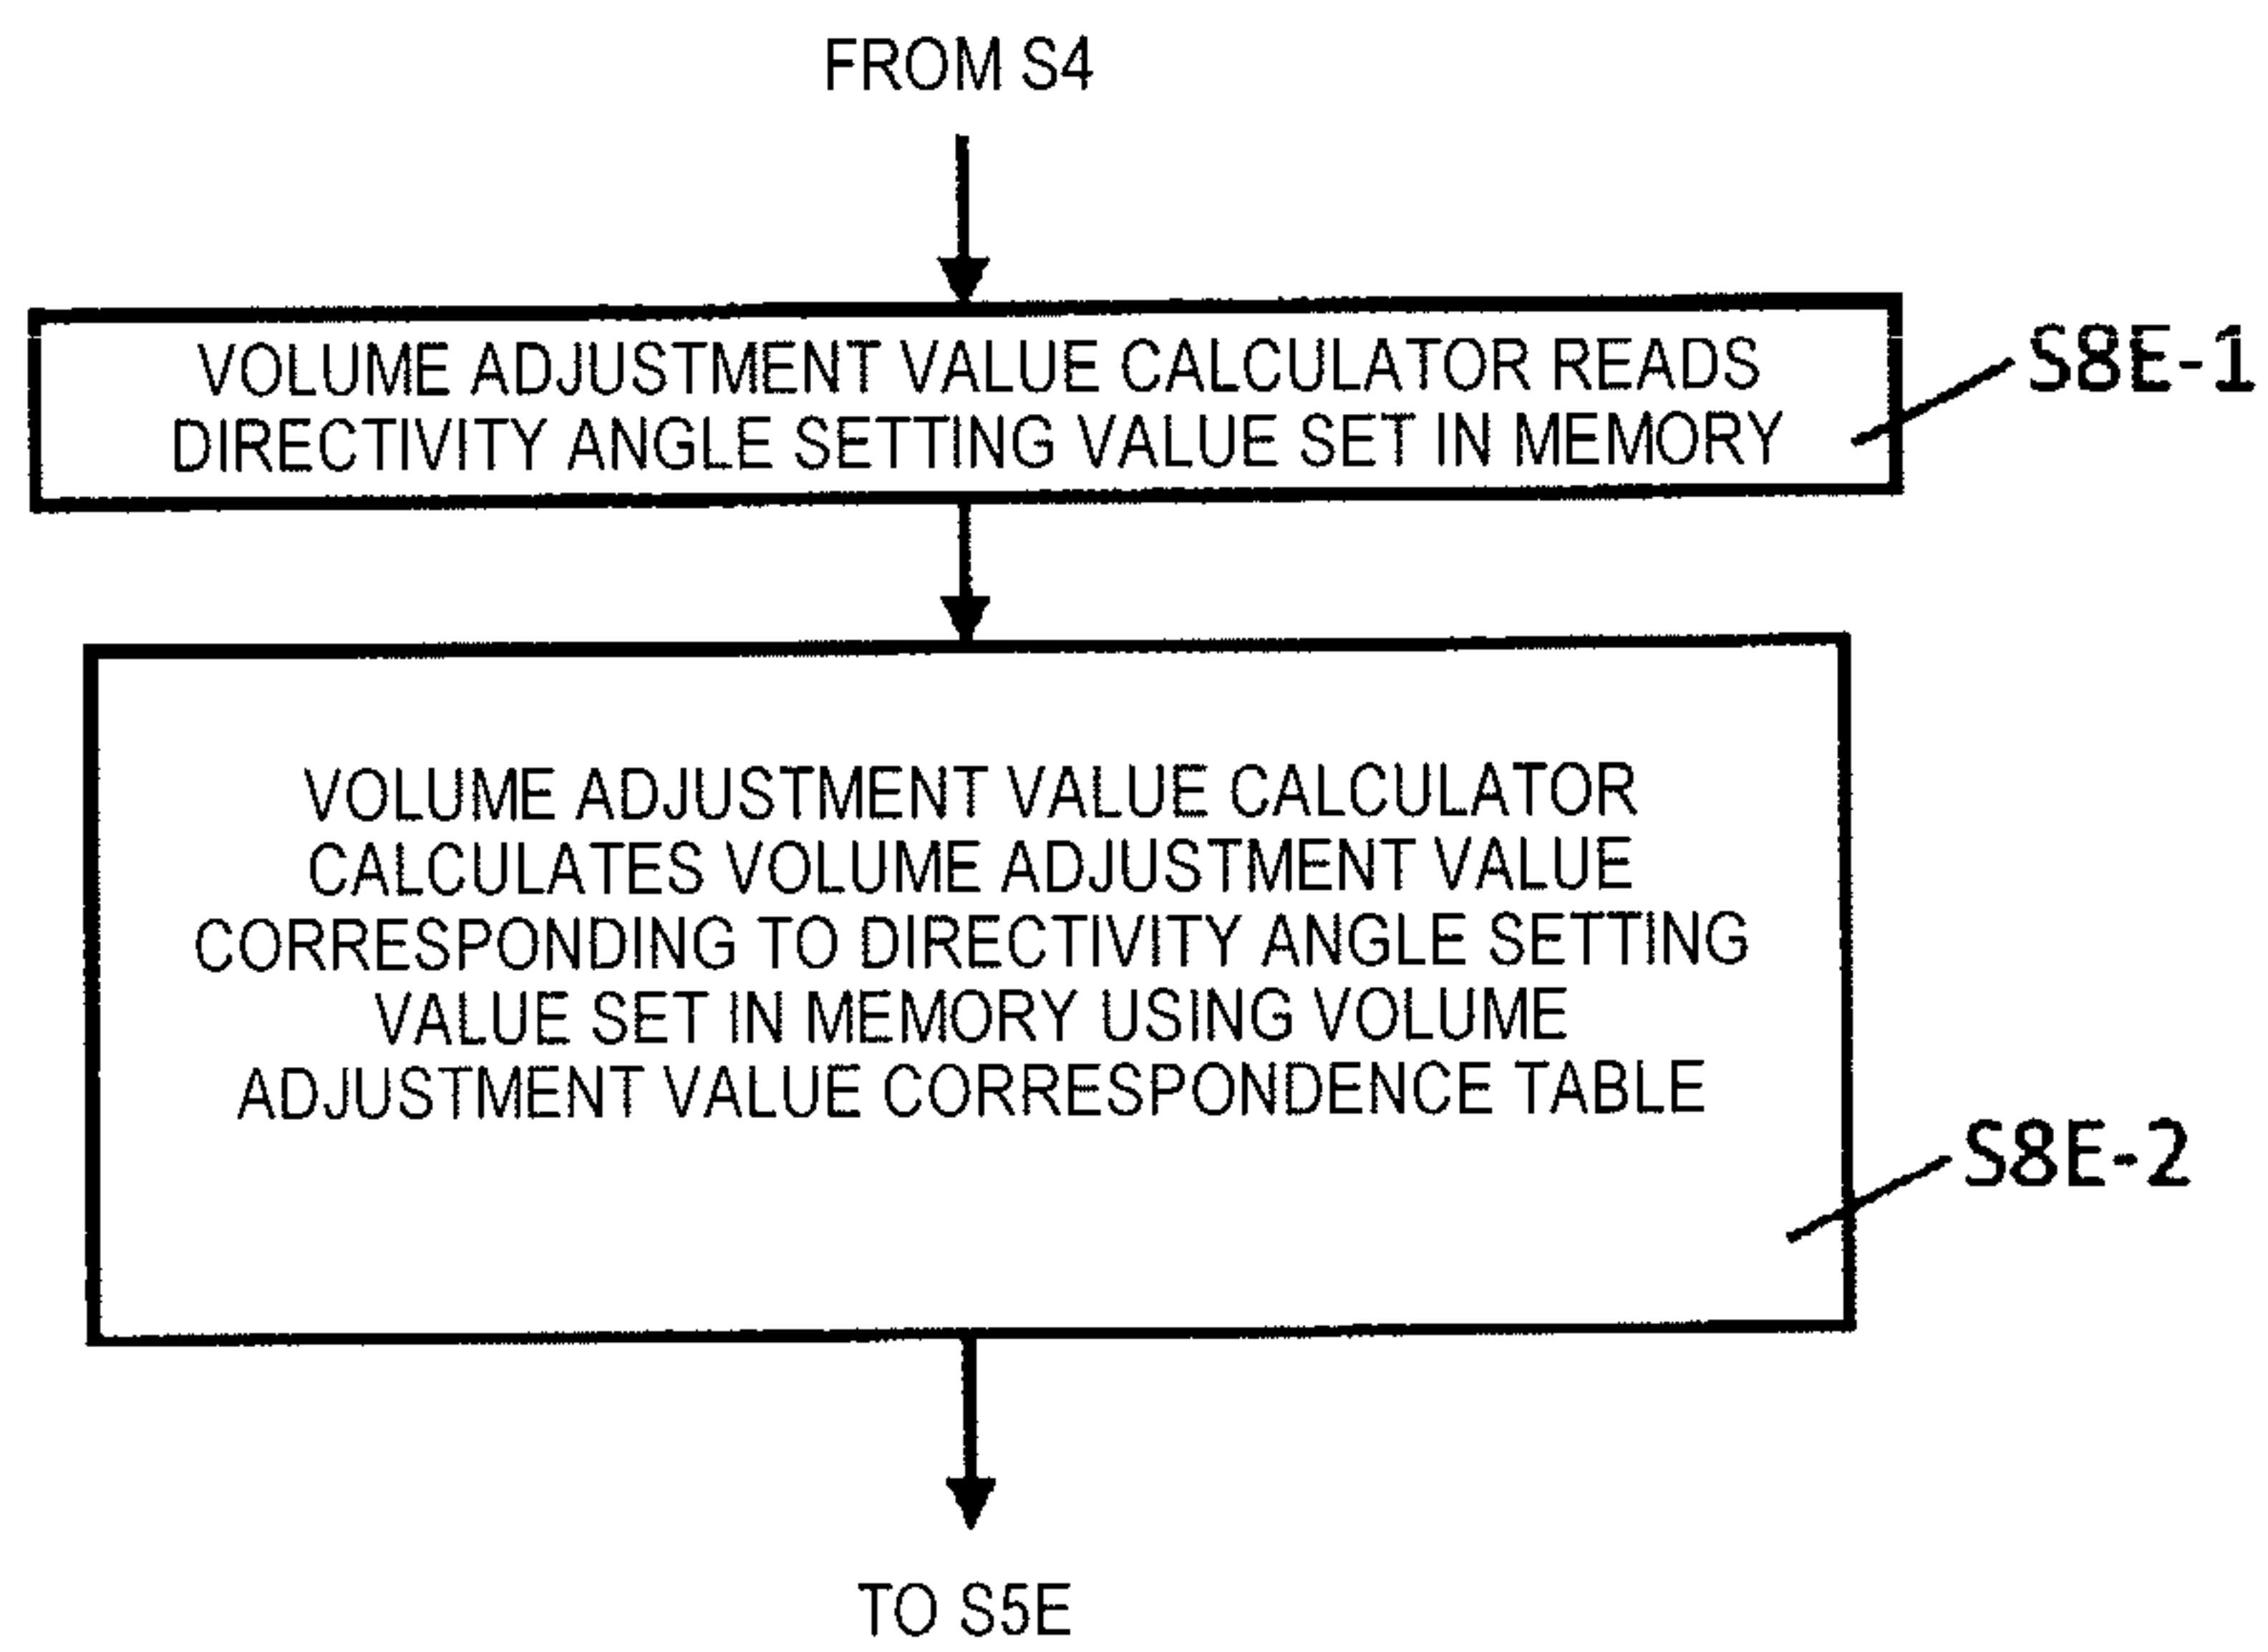 FROM S4
VOLUME ADJUSTMENT VALUE CALCULATOR READS
DIRECTIVITY ANGLE SETTING VALUE SET IN MEMORY
S8E-1
VOLUME ADJUSTMENT VALUE CALCULATOR
CALCULATES VOLUME ADJUSTMENT VALUE
CORRESPONDING TO DIRECTIVITY ANGLE SETTING
VALUE SET IN MEMORY USING VOLUME
ADJUSTMENT VALUE CORRESPONDENCE TABLE
S8E-2
TO S5E